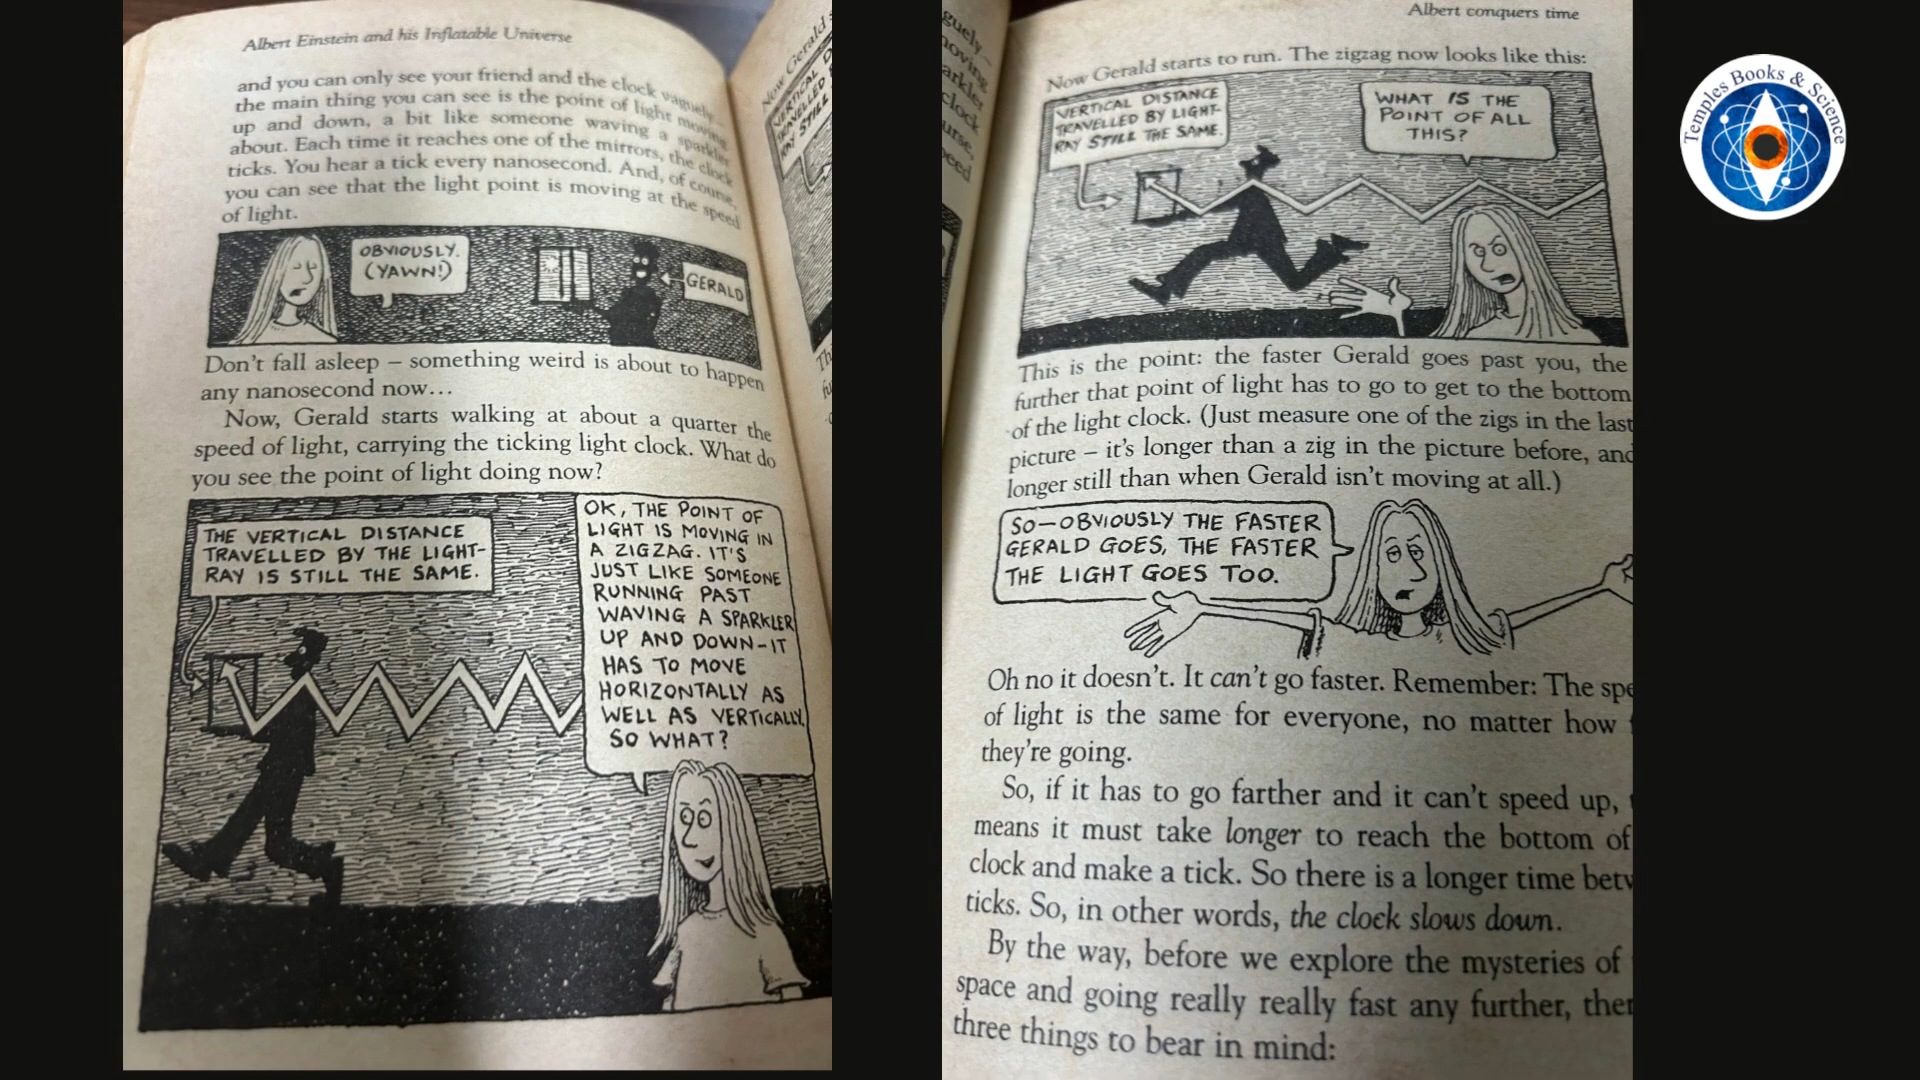 Albert Einstein and his Inflatable Universe
and you can only see your friend and the clock vaguely
the main thing you can see is the point of light moving
up and down, a bit like someone waving a sparkler
about. Each time it reaches one of the mirrors, the clock
ticks. You hear a tick every nanosecond. And, of course,
you can see that the light point is moving at the speed
of light.
OBVIOUSLY.
(YAWN!)
GERALD
Don't fall asleep – something weird is about to happen
any nanosecond now...
Now, Gerald starts walking at about a quarter the
speed of light, carrying the ticking light clock. What do
you see the point of light doing now?
THE VERTICAL DISTANCE
TRAVELLED BY THE LIGHT-
RAY IS STILL THE SAME.
OK, THE POINT OF
LIGHT IS MOVING IN
A ZIGZAG. IT'S
JUST LIKE SOMEONE
RUNNING PAST
WAVING A SPARKLER
UP AND DOWN-IT
HAS TO MOVE
HORIZONTALLY AS
WELL AS VERTICALLY.
SO WHAT?
Albert conquers time
Now Gerald starts to run. The zigzag now looks like this:
VERTICAL DISTANCE
TRAVELLED BY LIGHT-
RAY STILL THE SAME.
WHAT IS THE
POINT OF ALL
THIS?
This is the point: the faster Gerald goes past you, the
further that point of light has to go to get to the bottom
of the light clock. (Just measure one of the zigs in the last
picture – it's longer than a zig in the picture before, and
longer still than when Gerald isn't moving at all.)
SO—OBVIOUSLY THE FASTER
GERALD GOES, THE FASTER
THE LIGHT GOES TOO.
Oh no it doesn't. It can't go faster. Remember: The
of light is the same for everyone, no matter how
they're going.
So, if it has to go farther and it can't speed up,
means it must take longer to reach the bottom of
clock and make a tick. So there is a longer time
ticks. So, in other words, the clock slows down.
By the way, before we explore the mysteries of
space and going really really fast any further,
three things to bear in mind:
Temples Books & Science